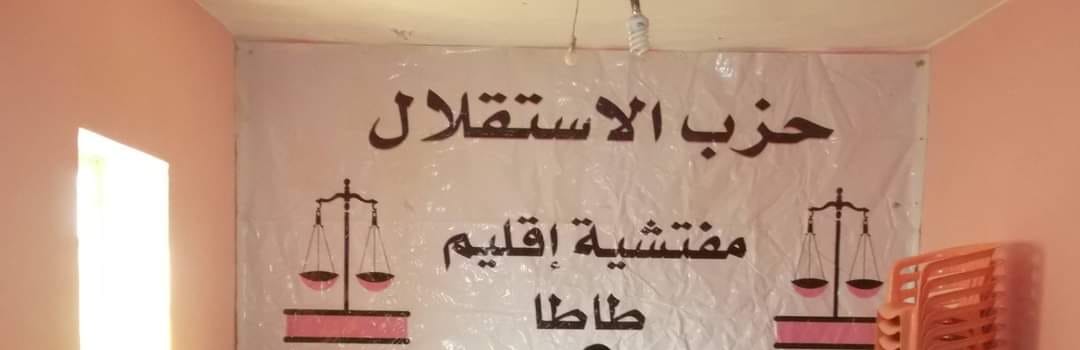 حزب الاستقلال
مفتشية إقليم
طاطا